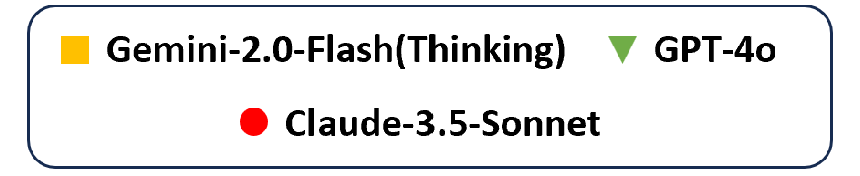 Gemini-2.0-Flash(Thinking) GPT-4o
Claude-3.5-Sonnet